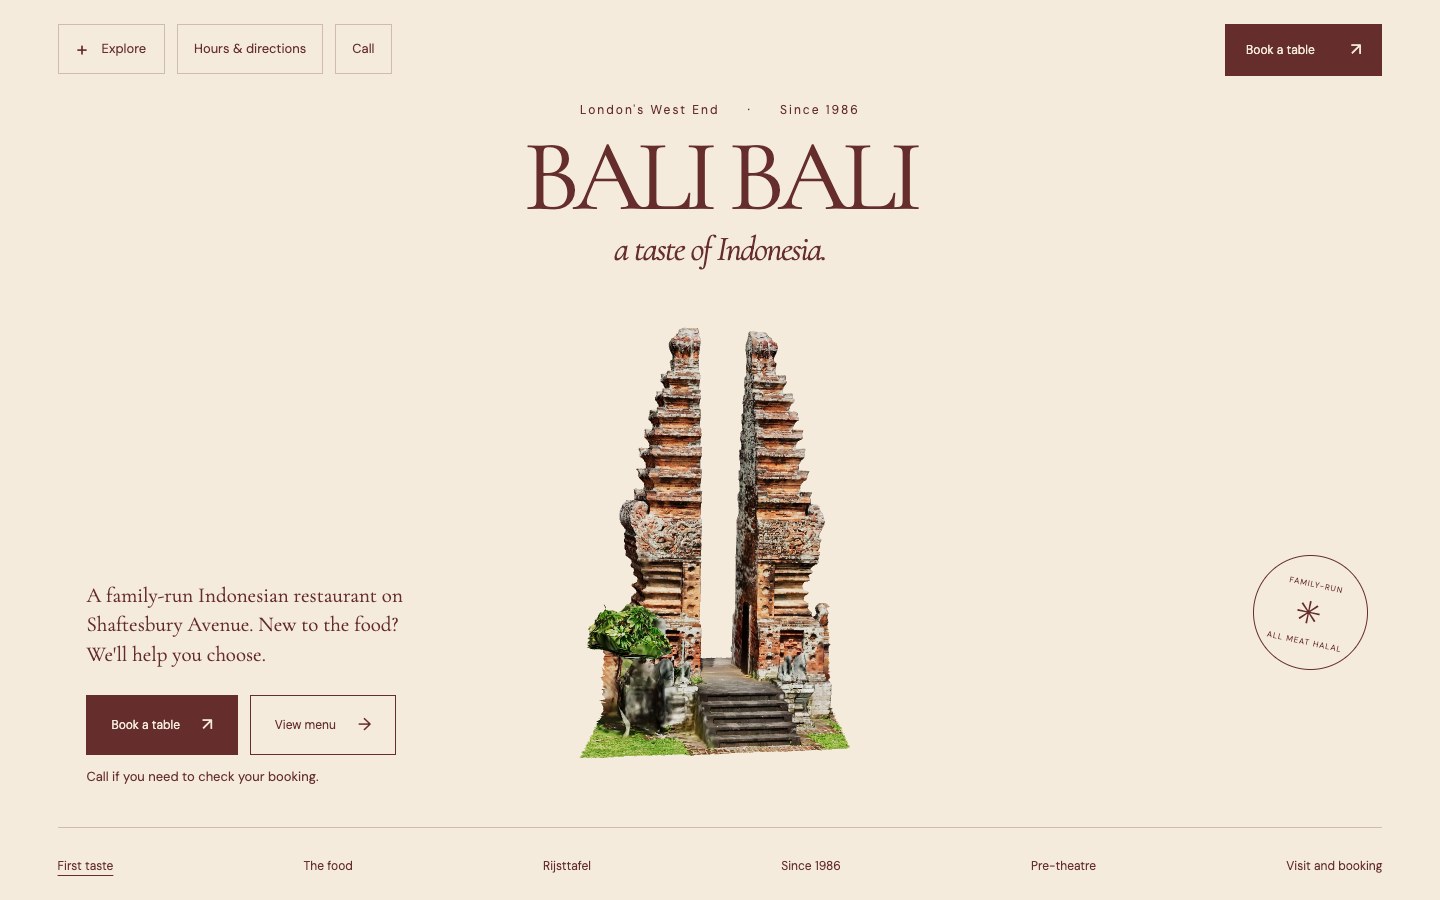 + Explore
Hours & directions
Call
Book a table
London's West End · Since 1986
BALI BALI
a taste of Indonesia.
A family-run Indonesian restaurant on
Shaftesbury Avenue. New to the food?
We'll help you choose.
Book a table
View menu
Call if you need to check your booking.
FAMILY-RUN
ALL MEAT HALAL
First taste
The food
Rijsttafel
Since 1986
Pre-theatre
Visit and booking